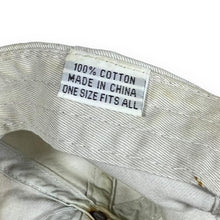 100% COTTON
MADE IN CHINA
ONE SIZE FITS ALL